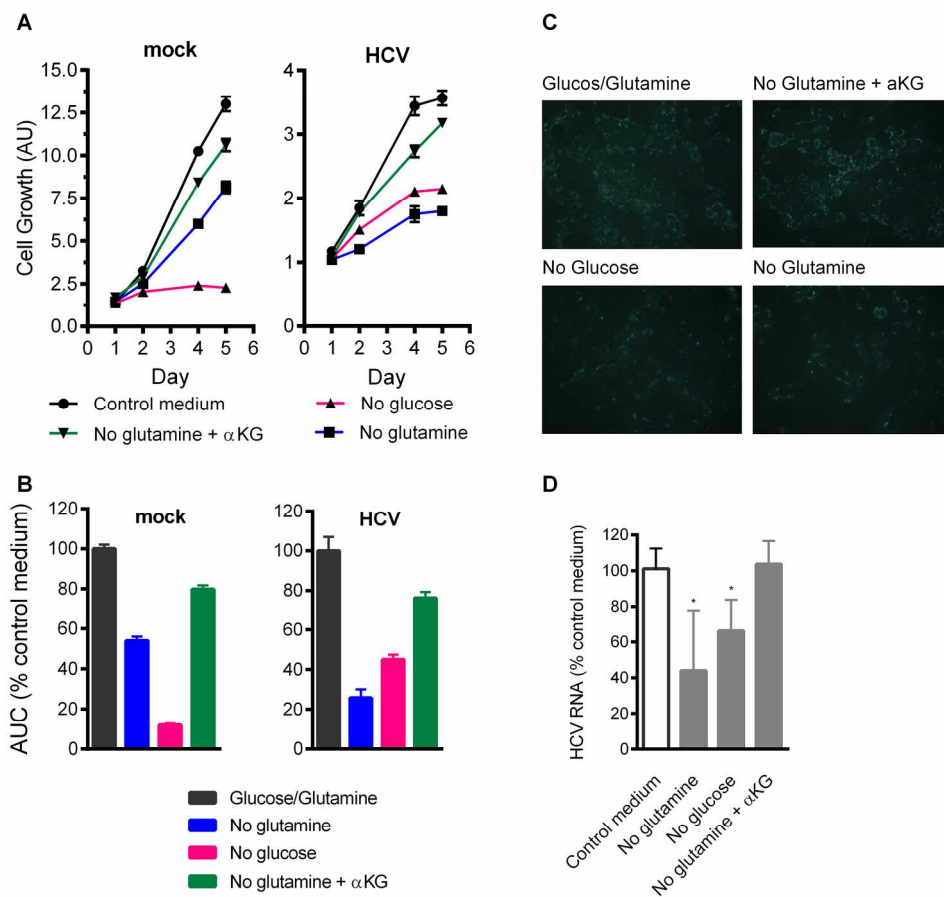 A
mock
HCV
15.0
12.5
10.0
7.5
5.0
2.5
0.0
Cell Growth (AU)
0 1 2 3 4 5 6
Day
4
3
2
1
0
0 1 2 3 4 5 6
Day
Control medium
No glucose
No glutamine + αKG
No glutamine
C
Glucos/Glutamine
No Glutamine + aKG
No Glucose
No Glutamine
B
mock
HCV
120
100
80
60
40
20
0
AUC (% control medium)
120
100
80
60
40
20
0
Glucose/Glutamine
No glutamine
No glucose
No glutamine + αKG
D
120
100
80
60
40
20
0
HCV RNA (% control medium)
*
*
Control medium
No glutamine
No glucose
No glutamine + αKG